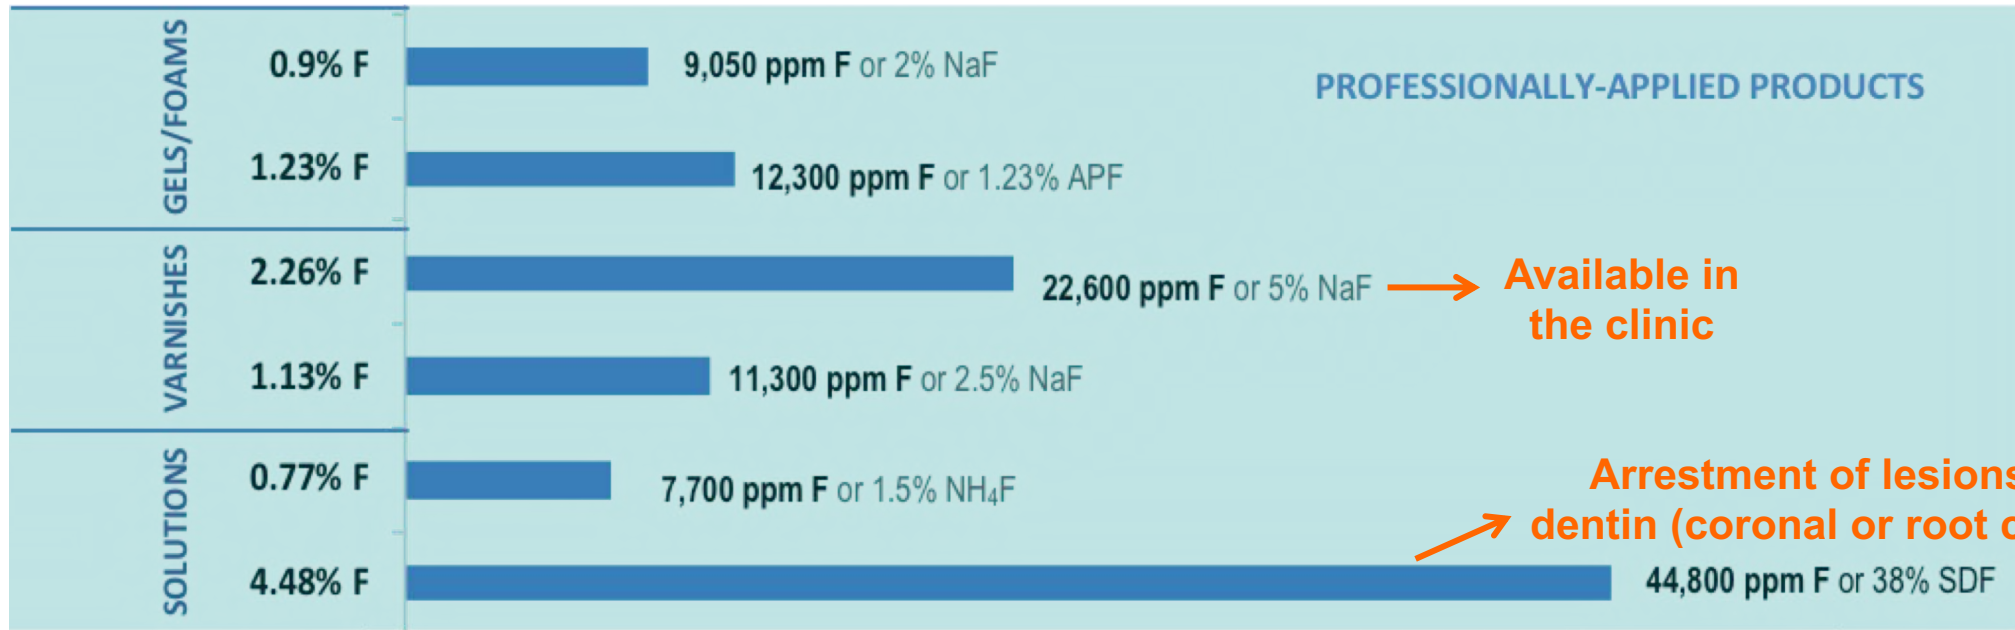 PROFESSIONALLY-APPLIED PRODUCTS
GELS/FOAMS
0.9% F 9,050 ppm F or 2% NaF
1.23% F 12,300 ppm F or 1.23% APF
VARNISHES
2.26% F 22,600 ppm F or 5% NaF
Available in
the clinic
1.13% F 11,300 ppm F or 2.5% NaF
SOLUTIONS
0.77% F 7,700 ppm F or 1.5% NH₄F
Arrestment of lesions
dentin (coronal or root
4.48% F 44,800 ppm F or 38% SDF